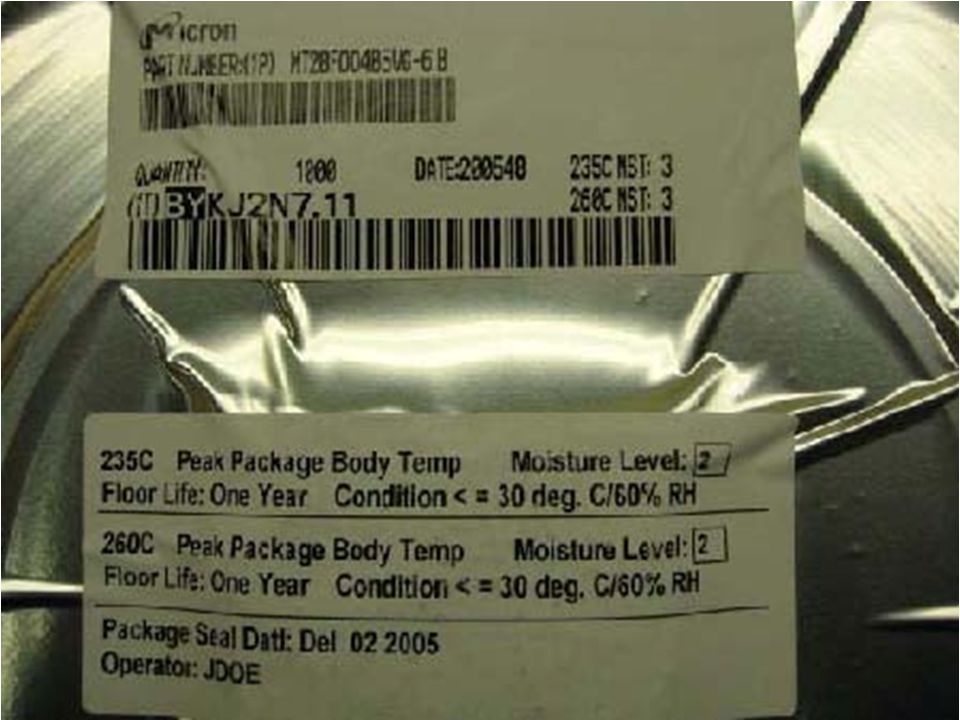 Micron
PART NUMBER:(1P) MT28F004B5VG-6 B
QUANTITY: 1000 DATE:200548 235C MST: 3
(1T) BYKJ2N7.11 260C MST: 3
235C Peak Package Body Temp Moisture Level: 2
Floor Life: One Year Condition < = 30 deg. C/60% RH
260C Peak Package Body Temp Moisture Level: 2
Floor Life: One Year Condition < = 30 deg. C/60% RH
Package Seal Datl: Del 02 2005
Operator: JDOE